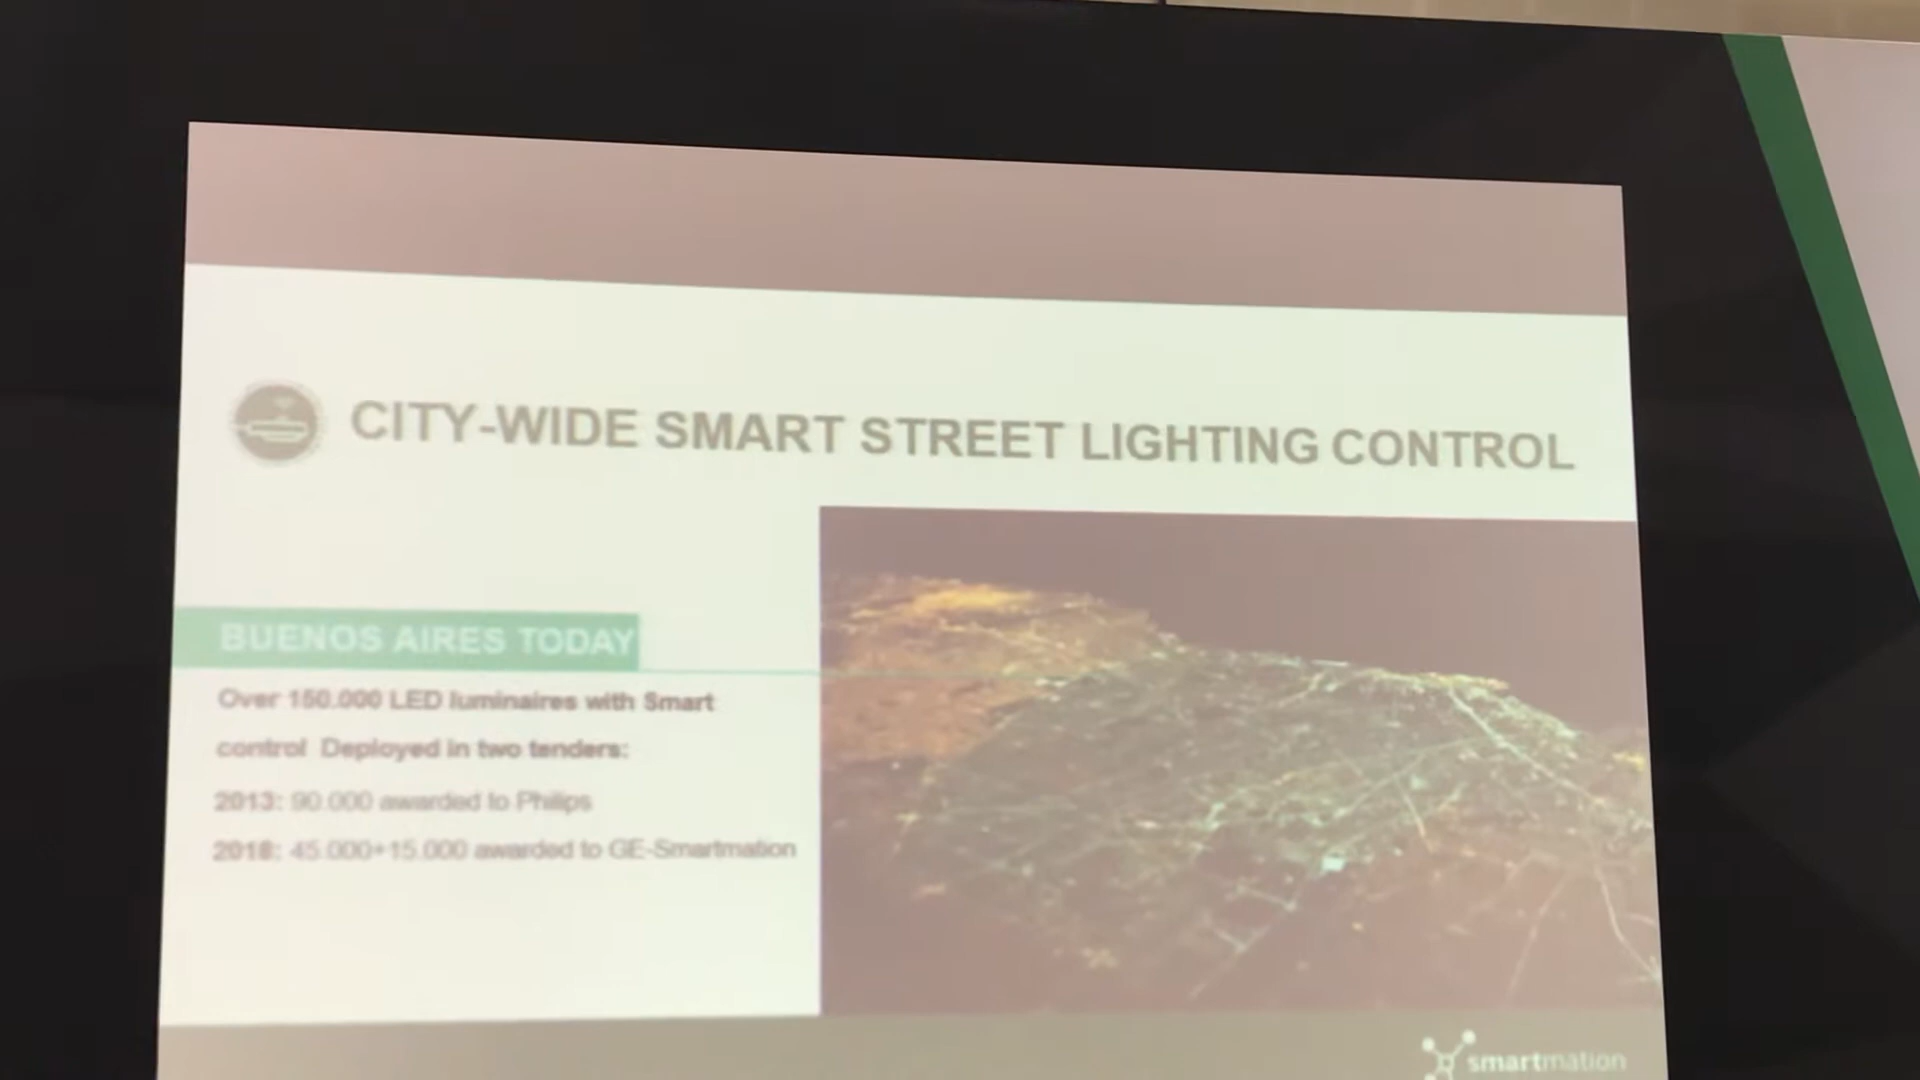 CITY-WIDE SMART STREET LIGHTING CONTROL
BUENOS AIRES TODAY
Over 150.000 LED luminaires with Smart
control Deployed in two tenders:
2013: 90.000 awarded to Philips
2018: 45.000+15.000 awarded to GE-Smartmation
smartmation